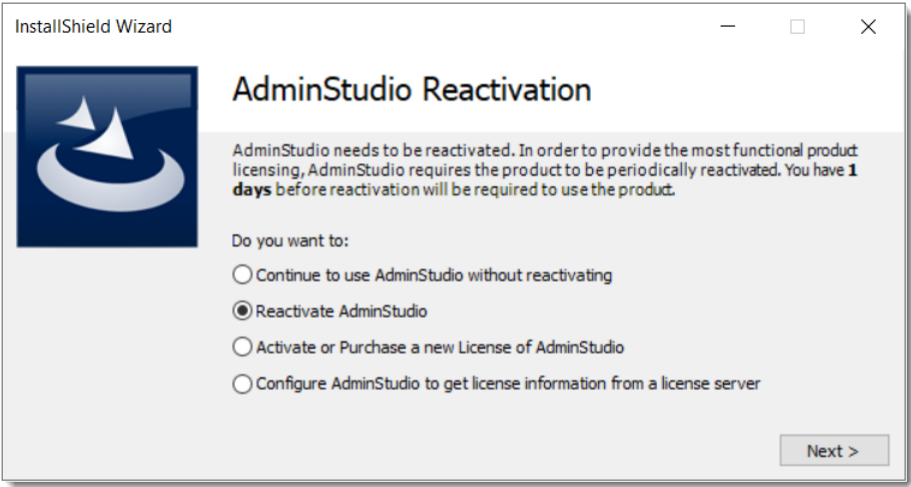 InstallShield Wizard
AdminStudio Reactivation
AdminStudio needs to be reactivated. In order to provide the most functional product
licensing, AdminStudio requires the product to be periodically reactivated. You have 1
days before reactivation will be required to use the product.
Do you want to:
Continue to use AdminStudio without reactivating
Reactivate AdminStudio
Activate or Purchase a new License of AdminStudio
Configure AdminStudio to get license information from a license server
Next >